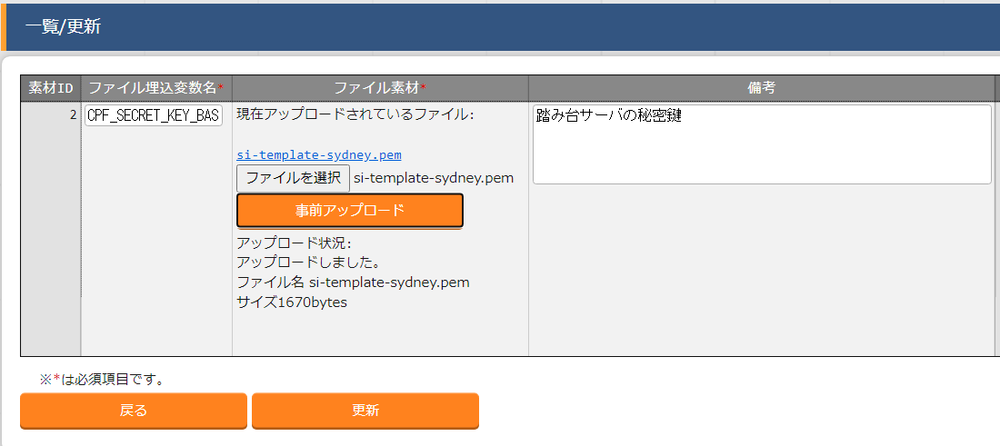 一覧/更新
素材ID ファイル埋込変数名* ファイル素材* 備考
2 CPF_SECRET_KEY_BAS 現在アップロードされているファイル: 踏み台サーバの秘密鍵
si-template-sydney.pem
ファイルを選択 si-template-sydney.pem
事前アップロード
アップロード状況:
アップロードしました。
ファイル名 si-template-sydney.pem
サイズ1670bytes
※*は必須項目です。
戻る 更新